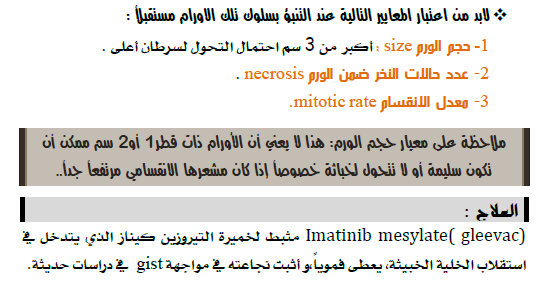 ❖ لابد من اعتبار المعايير التالية عند التنبؤ بسلوك تلك الاورام مستقبلاً :
1- حجم الورم size : أكبر من 3 سم احتمال التحول لسرطان أعلى .
2- عدد حالات النخر ضمن الورم necrosis .
3- معدل الانقسام mitotic rate.
ملاحظة على معيار حجم الورم: هذا لا يعني أن الأورام ذات قطر1 أو2 سم ممكن أن
تكون سليمة أو لا تتحول لخباثة خصوصاً إذا كان مشعرها الانقسامي مرتفعاً جداً..
العلاج :
Imatinib mesylate( gleevac) مثبط لخميرة التيروزين كيناز الذي يتدخل في
استقلاب الخلية الخبيثة، يعطى فموياً،و أثبت نجاعته في مواجهة gist في دراسات حديثة.